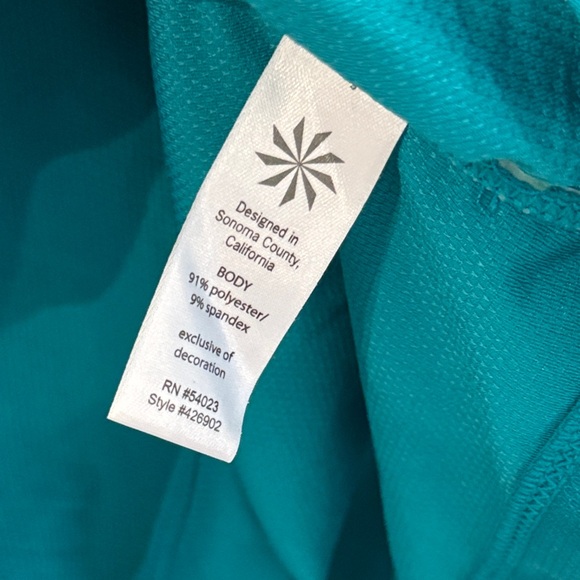 Designed in
Sonoma County,
California
BODY
91% polyester/
9% spandex
exclusive of
decoration
RN #54023
Style #426902